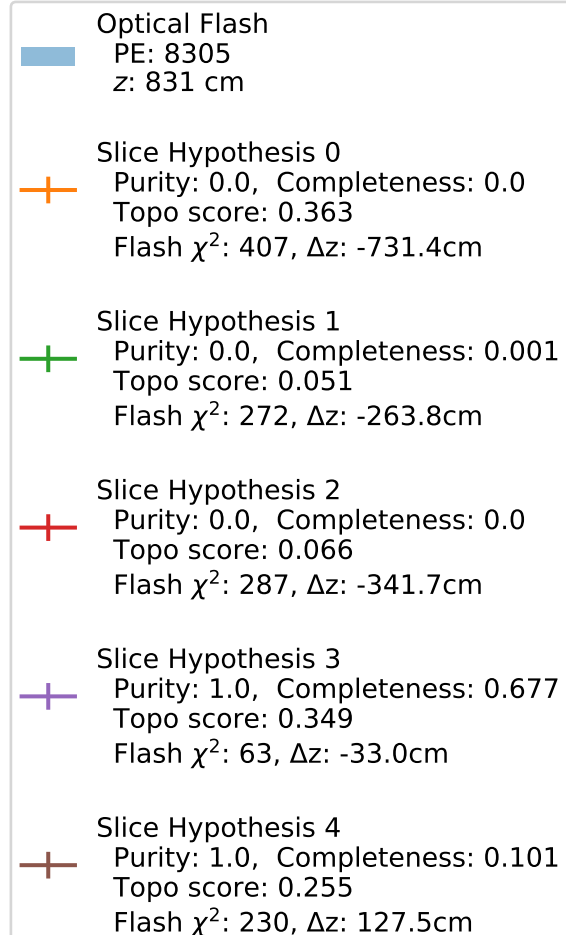 Optical Flash
PE: 8305
z: 831 cm
Slice Hypothesis 0
Purity: 0.0,  Completeness: 0.0
Topo score: 0.363
Flash χ²: 407, Δz: -731.4cm
Slice Hypothesis 1
Purity: 0.0,  Completeness: 0.001
Topo score: 0.051
Flash χ²: 272, Δz: -263.8cm
Slice Hypothesis 2
Purity: 0.0,  Completeness: 0.0
Topo score: 0.066
Flash χ²: 287, Δz: -341.7cm
Slice Hypothesis 3
Purity: 1.0,  Completeness: 0.677
Topo score: 0.349
Flash χ²: 63, Δz: -33.0cm
Slice Hypothesis 4
Purity: 1.0,  Completeness: 0.101
Topo score: 0.255
Flash χ²: 230, Δz: 127.5cm